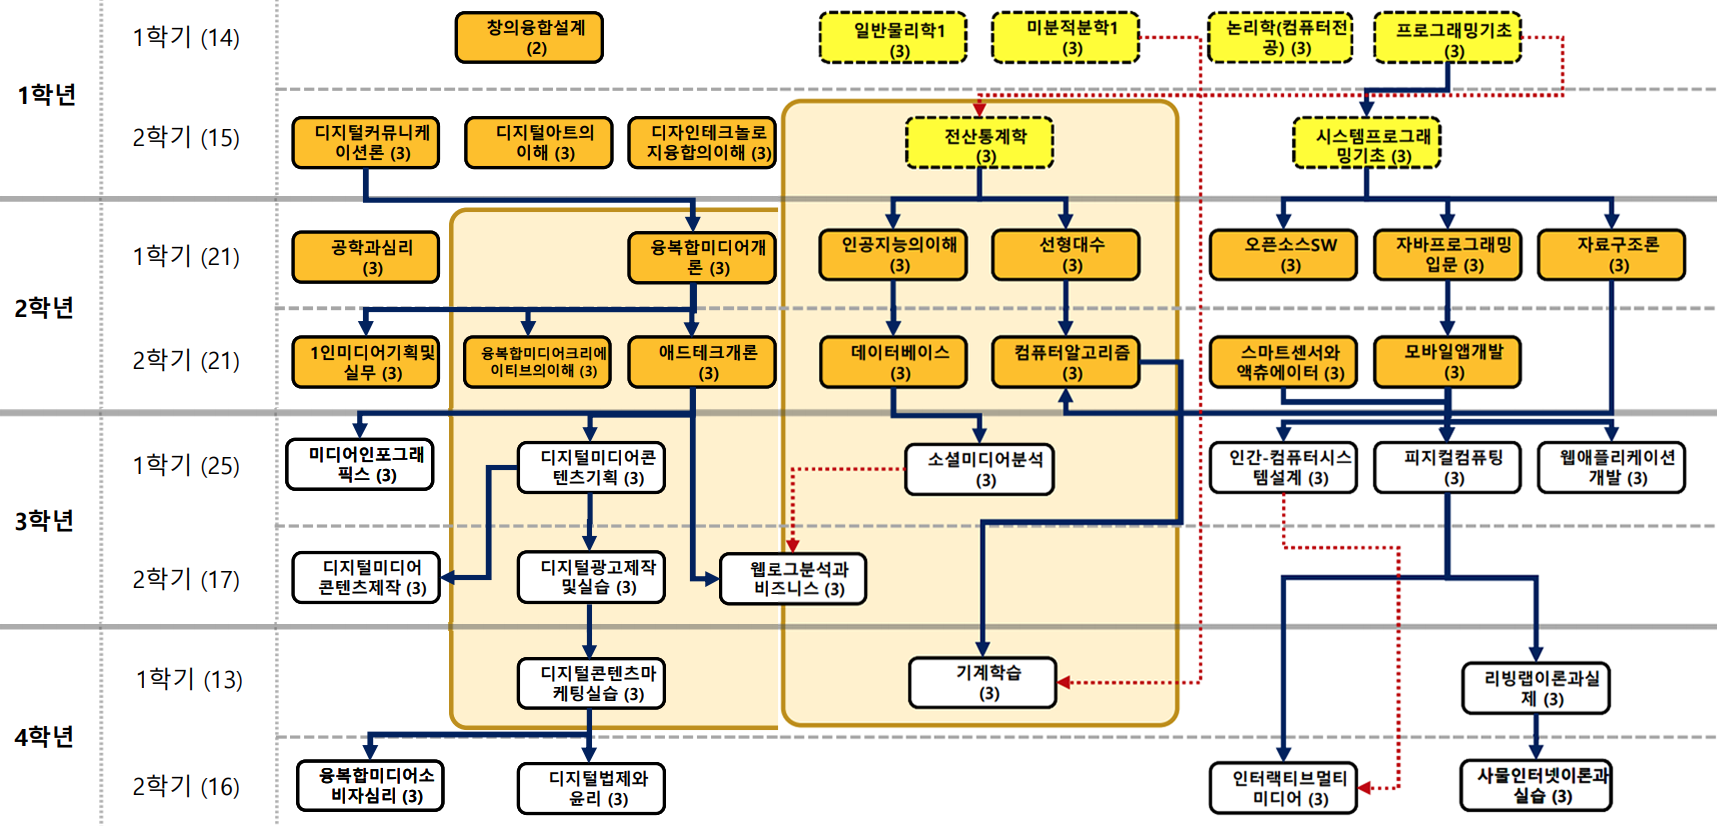 1학년
1학기 (14)
창의융합설계
(2)
일반물리학1
(3)
미분적분학1
(3)
논리학(컴퓨터전
공) (3)
프로그래밍기초
(3)
2학기 (15)
디지털커뮤니케
이션론 (3)
디지털아트의
이해 (3)
디자인테크놀로
지융합의이해 (3)
전산통계학
(3)
시스템프로그래
밍기초 (3)
2학년
1학기 (21)
공학과심리
(3)
융복합미디어개
론 (3)
인공지능의이해
(3)
선형대수
(3)
오픈소스SW
(3)
자바프로그래밍
입문 (3)
자료구조론
(3)
2학기 (21)
1인미디어기획및
실무 (3)
융복합미디어크리에
이티브의이해 (3)
애드테크개론
(3)
데이터베이스
(3)
컴퓨터알고리즘
(3)
스마트센서와
액츄에이터 (3)
모바일앱개발
(3)
3학년
1학기 (25)
미디어인포그래
픽스 (3)
디지털미디어콘
텐츠기획 (3)
소셜미디어분석
(3)
인간-컴퓨터시스
템설계 (3)
피지컬컴퓨팅
(3)
웹애플리케이션
개발 (3)
2학기 (17)
디지털미디어
콘텐츠제작 (3)
디지털광고제작
및실습 (3)
웹로그분석과
비즈니스 (3)
4학년
1학기 (13)
디지털콘텐츠마
케팅실습 (3)
기계학습
(3)
리빙랩이론과실
제 (3)
2학기 (16)
융복합미디어소
비자심리 (3)
디지털법제와
윤리 (3)
인터랙티브멀티
미디어 (3)
사물인터넷이론과
실습 (3)